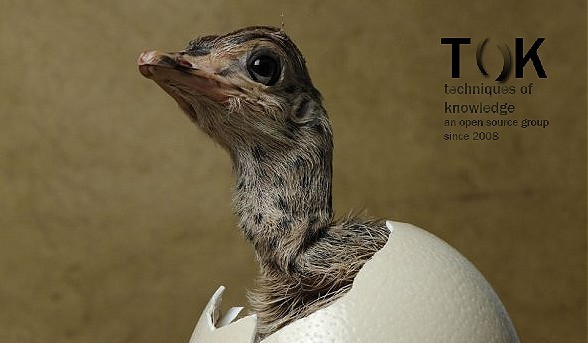 TOK
techniques of
knowledge
an open source group
since 2008